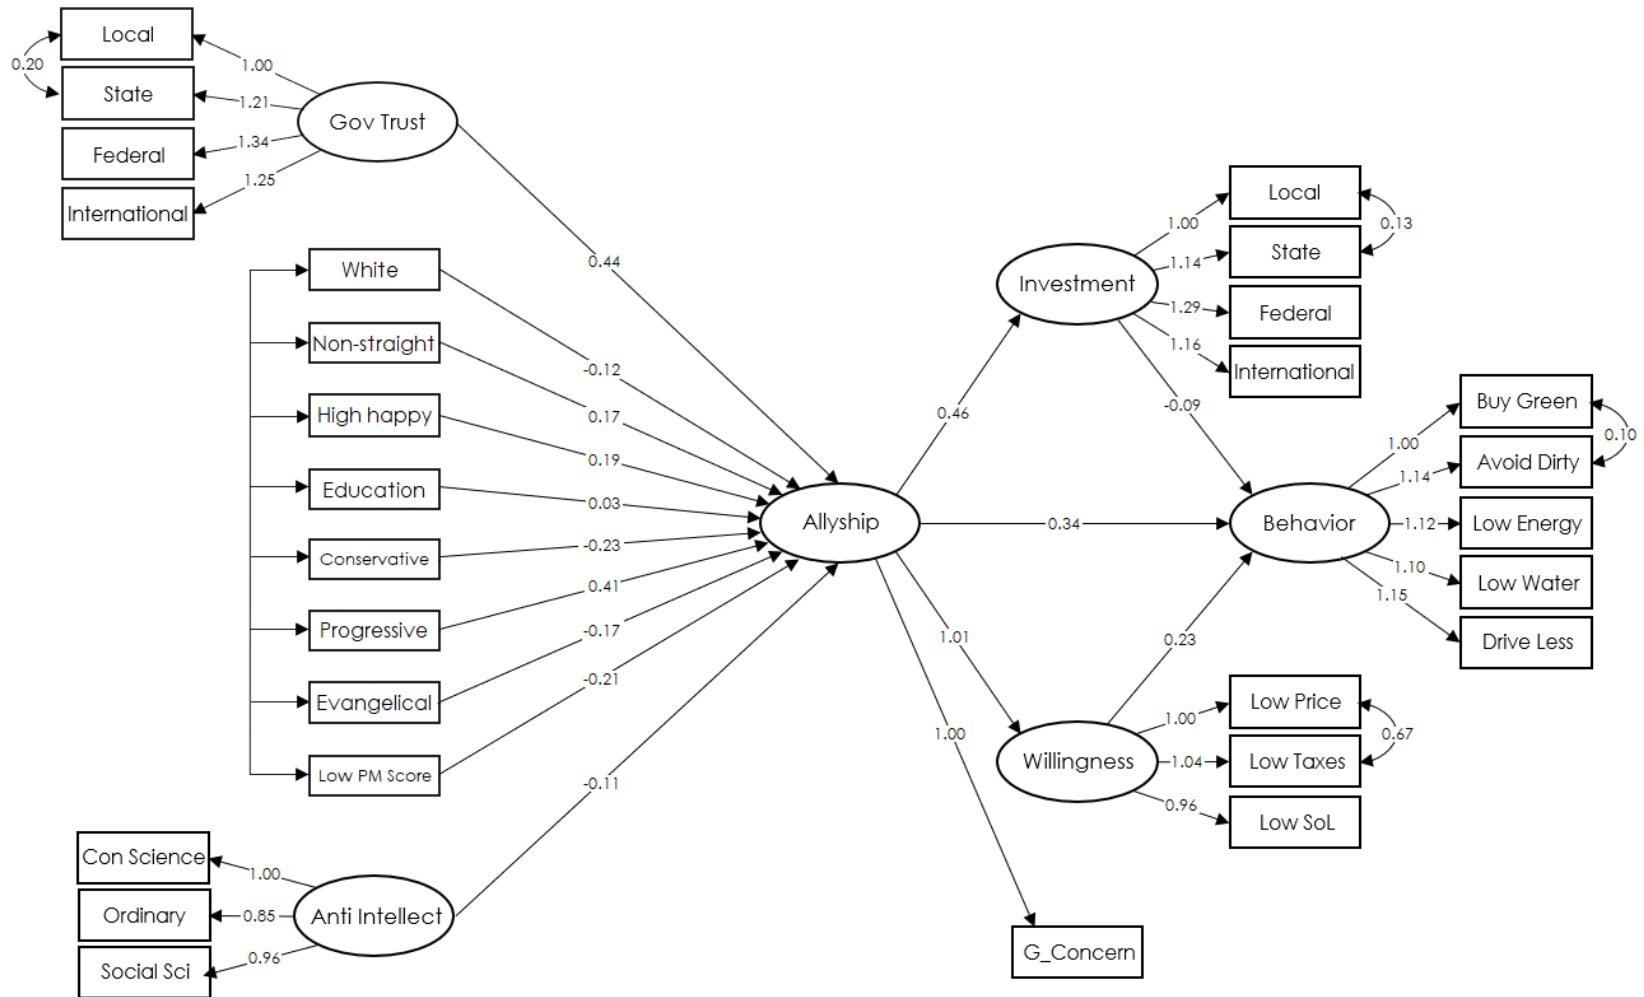 Local
State
Federal
International
0.20
1.00
1.21
1.34
1.25
Gov Trust
0.44
White
Non-straight
High happy
Education
Conservative
Progressive
Evangelical
Low PM Score
-0.12
0.17
0.19
0.03
-0.23
0.41
-0.17
-0.21
-0.11
Con Science
Ordinary
Social Sci
1.00
0.85
0.96
Anti Intellect
Allyship
0.46
0.34
1.01
1.00
G_Concern
Investment
1.00
1.14
1.29
1.16
Local
State
Federal
International
0.13
-0.09
Willingness
0.23
1.00
1.04
0.96
Low Price
Low Taxes
Low SoL
0.67
Behavior
1.00
1.14
1.12
1.10
1.15
Buy Green
Avoid Dirty
Low Energy
Low Water
Drive Less
0.10